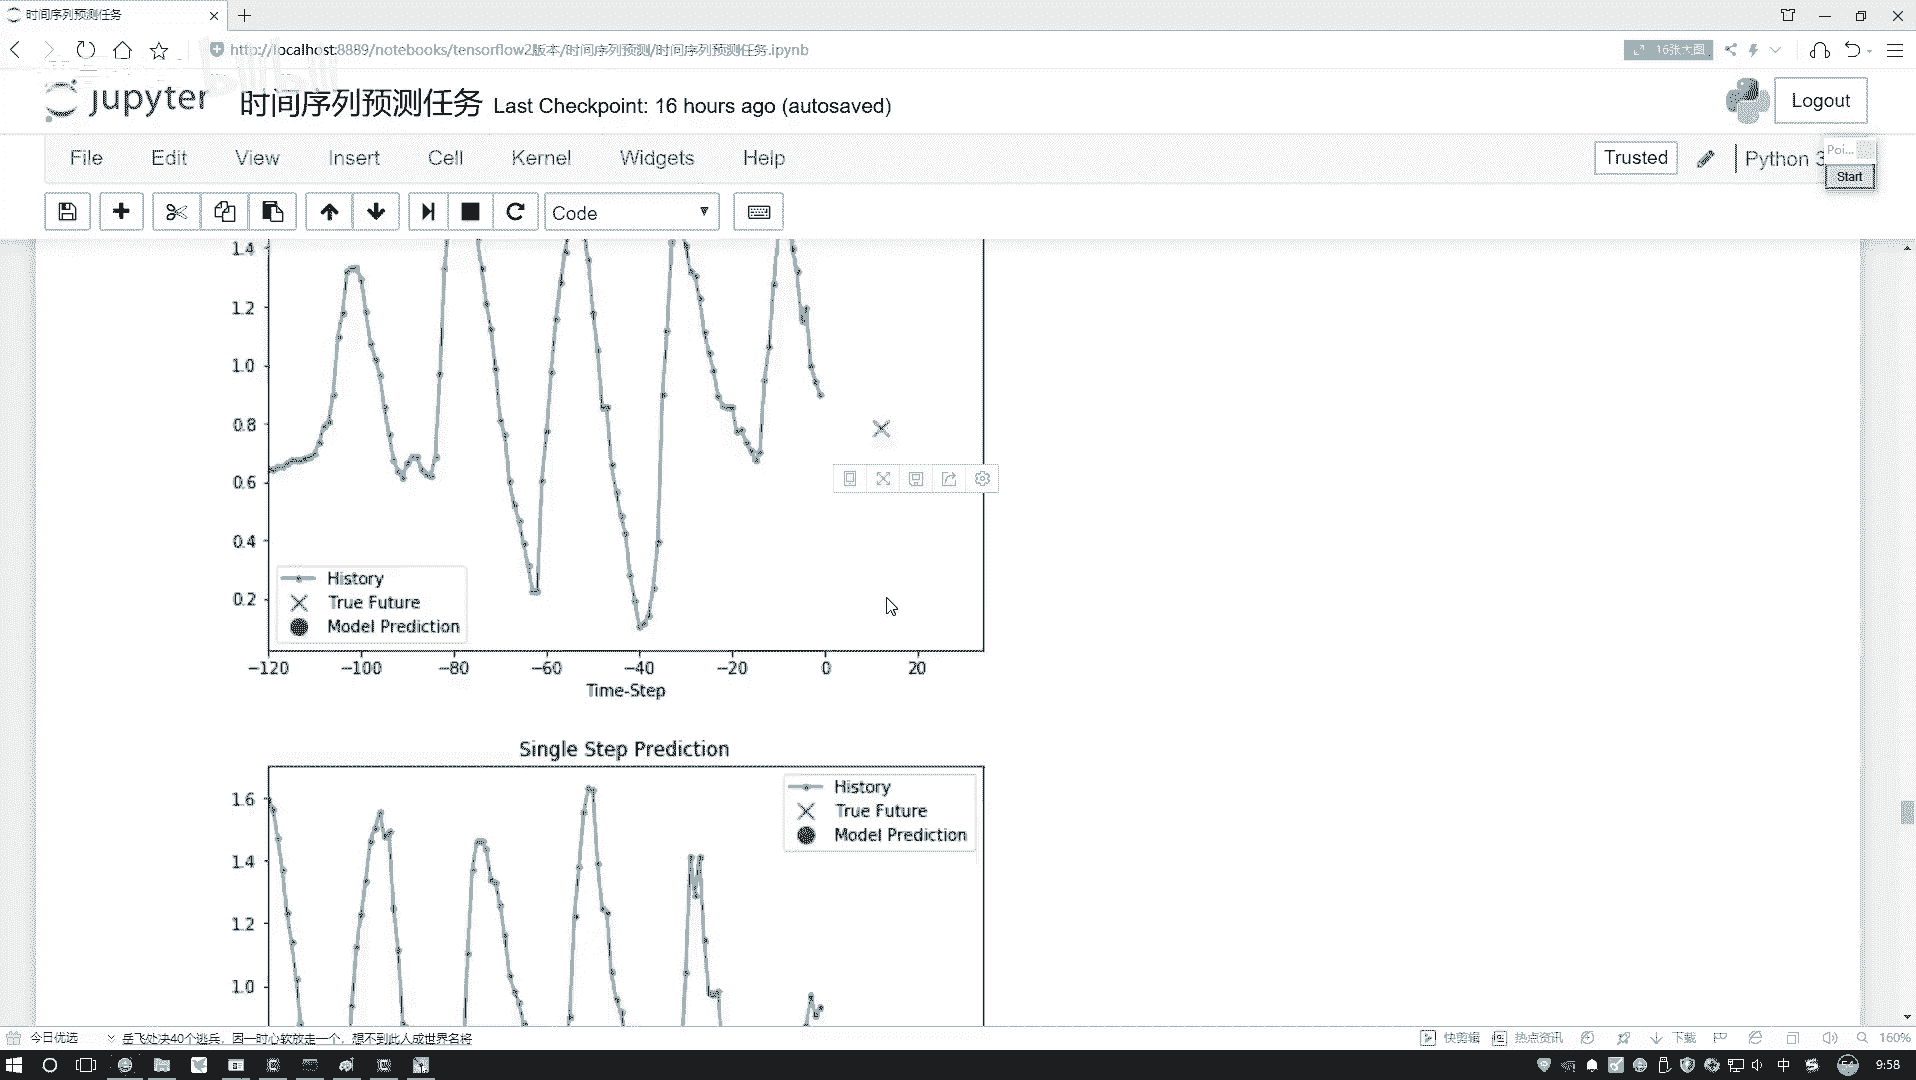 时间序列预测任务
http://localhost:8889/notebooks/tensorflow2版本/时间序列预测/时间序列预测任务.ipynb
16张大图
jupyter 时间序列预测任务 Last Checkpoint: 16 hours ago (autosaved)
Logout
File Edit View Insert Cell Kernel Widgets Help
Trusted
Python 3
Poi...
Start
Code
1.4
1.2
1.0
0.8
0.6
0.4
0.2
History
True Future
Model Prediction
−120 −100 −80 −60 −40 −20 0 20
Time-Step
Single Step Prediction
1.6
1.4
1.2
1.0
History
True Future
Model Prediction
今日优选
岳飞处决40个逃兵，因一时心软放走一个，想不到此人成世界名将
快剪辑
热点资讯
下载
160%
中
54
9:58